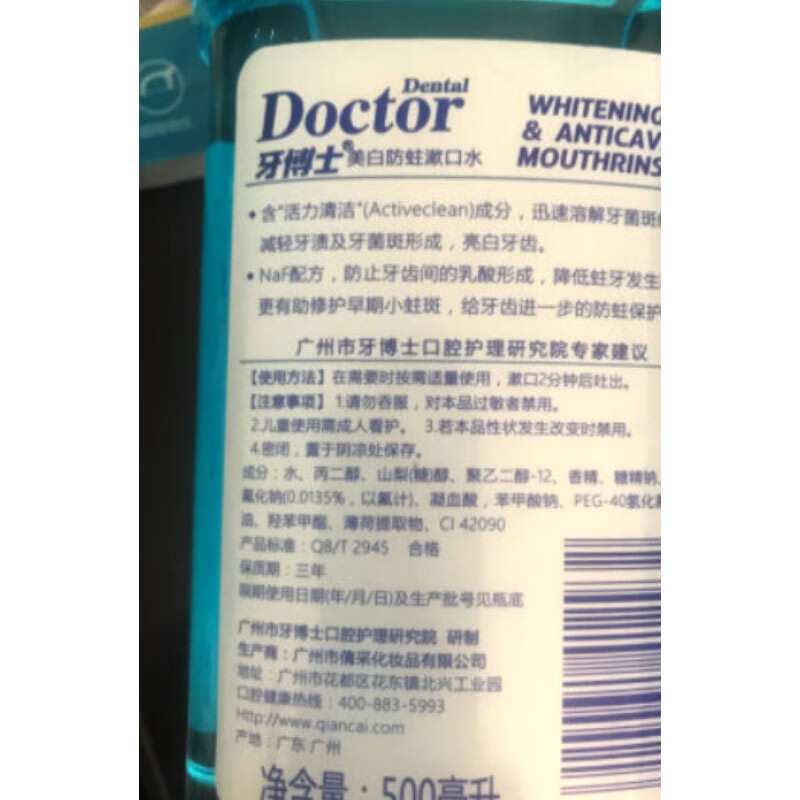 Dental
Doctor
牙博士®美白防蛀漱口水
WHITENING
& ANTICAV
MOUTHRINS
• 含“活力清洁”(Activeclean)成分，迅速溶解牙菌斑
减轻牙渍及牙菌斑形成，亮白牙齿。
• NaF配方，防止牙齿间的乳酸形成，降低蛀牙发生
更有助修护早期小蛀斑，给牙齿进一步的防蛀保护
广州市牙博士口腔护理研究院专家建议
【使用方法】在需要时按需适量使用，漱口2分钟后吐出。
【注意事项】1.请勿吞服，对本品过敏者禁用。
2.儿童使用需成人看护。 3.若本品性状发生改变时禁用。
4.密闭，置于阴凉处保存。
成分：水、丙二醇、山梨(糖)醇、聚乙二醇-12、香精、糖精钠、
氟化钠(0.0135%，以氟计)、凝血酸，苯甲酸钠、PEG-40氢化
油、羟苯甲酯、薄荷提取物、CI 42090
产品标准：QB/T 2945 合格
保质期：三年
限期使用日期(年/月/日)及生产批号见瓶底
广州市牙博士口腔护理研究院 研制
生产商：广州市倩采化妆品有限公司
地址：广州市花都区花东镇北兴工业园
口腔健康热线：400-883-5993
Http://www.qiancai.com
产地：广东 广州
净含量：500毫升